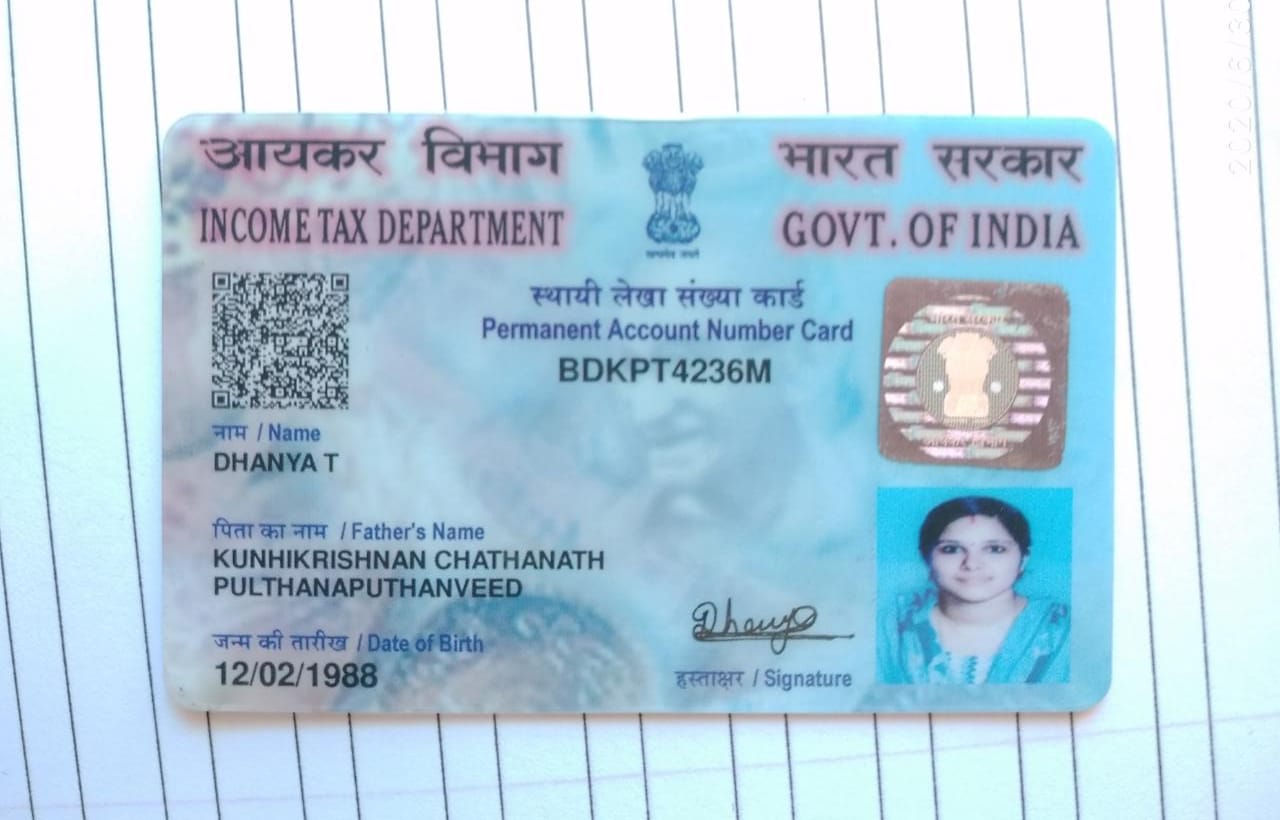 आयकर विभाग
भारत सरकार
INCOME TAX DEPARTMENT
GOVT. OF INDIA
सत्यमेव जयते
स्थायी लेखा संख्या कार्ड
Permanent Account Number Card
BDKPT4236M
नाम / Name
DHANYA T
पिता का नाम / Father's Name
KUNHIKRISHNAN CHATHANATH
PULTHANAPUTHANVEED
जन्म की तारीख / Date of Birth
12/02/1988
Dhanya
हस्ताक्षर / Signature
2020/6/30